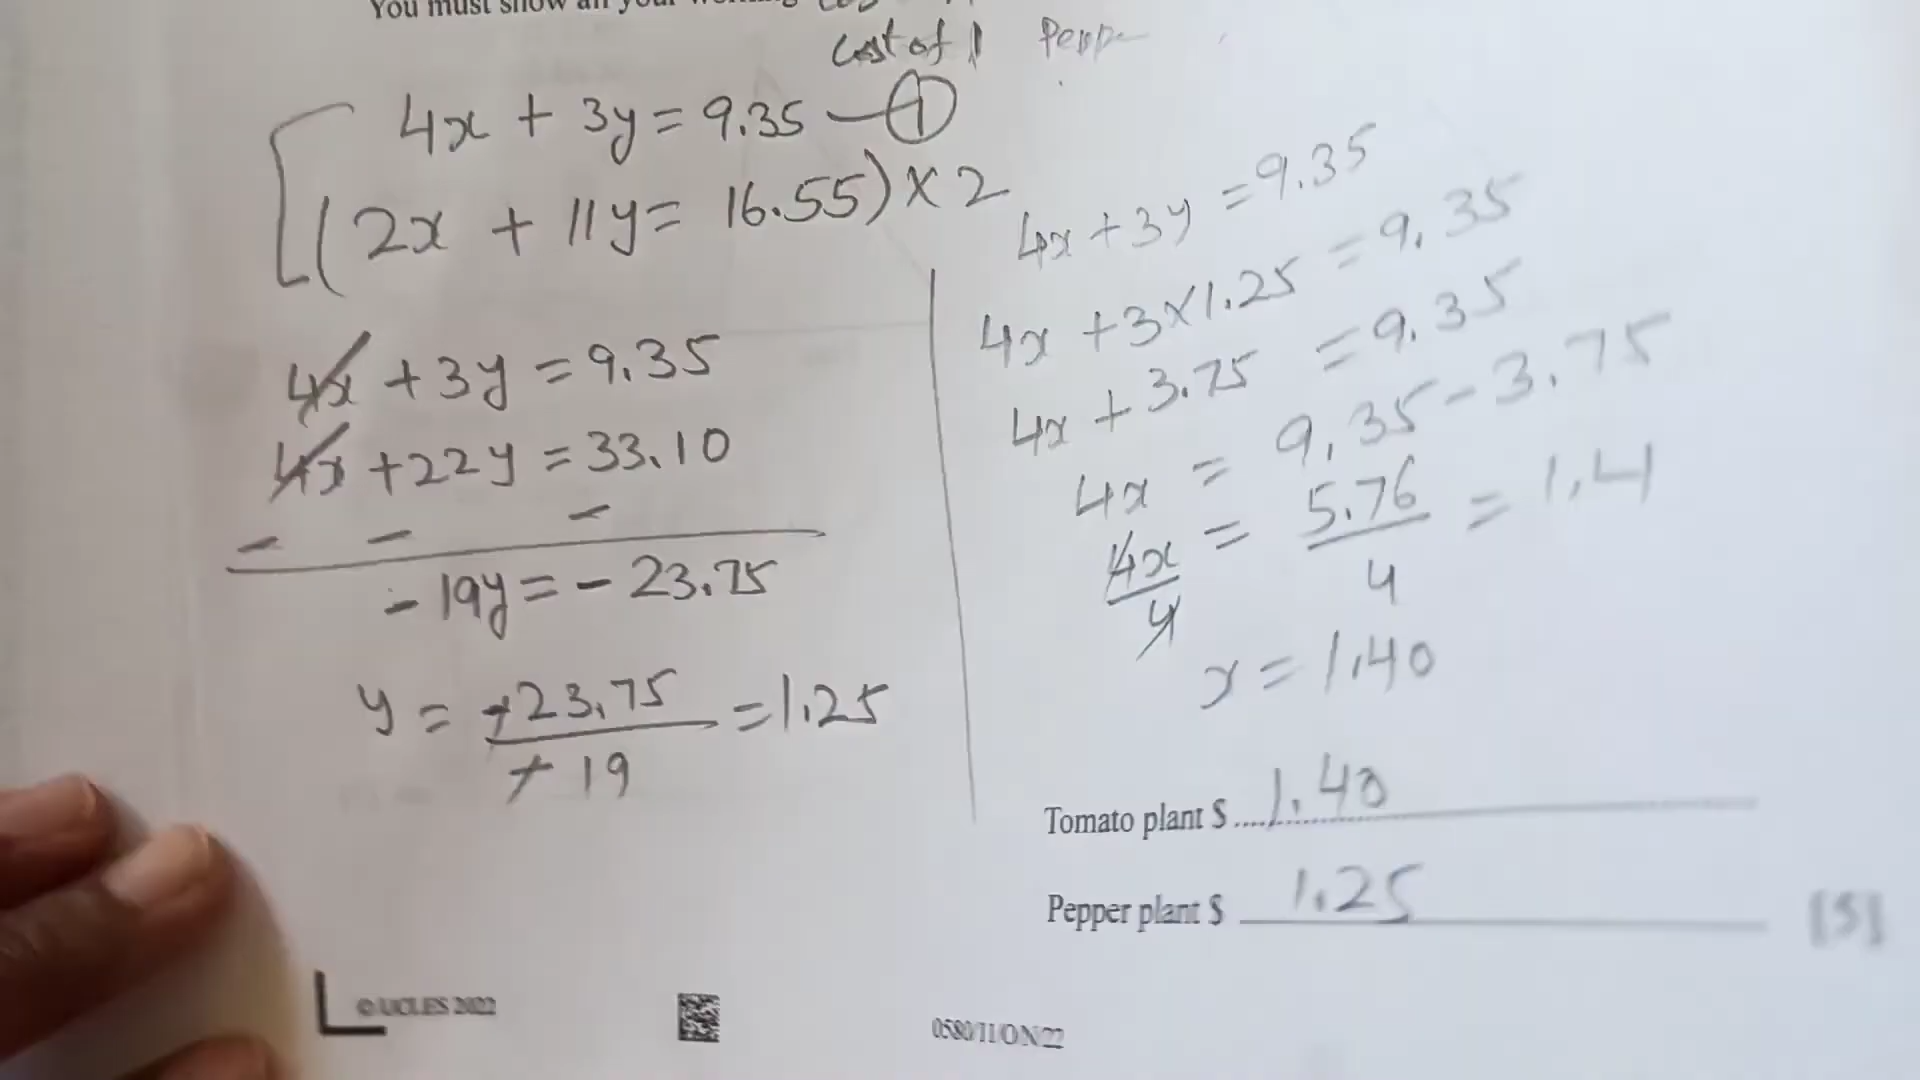 You must show all your working
Cost of 1
4x + 3y = 9.35 — 1
(2x + 11y = 16.55) × 2
4x + 3y = 9.35
4x + 22y = 33.10
- - -
- 19y = - 23.75
y = -23.75 / -19 = 1.25
4x + 3y = 9.35
4x + 3 × 1.25 = 9.35
4x + 3.75 = 9.35
4x = 9.35 - 3.75
4x / 4 = 5.76 / 4 = 1.4
x = 1.40
Tomato plant $ 1.40
Pepper plant $ 1.25
[5]
© UCLES 2022
0580/11/O/N/22